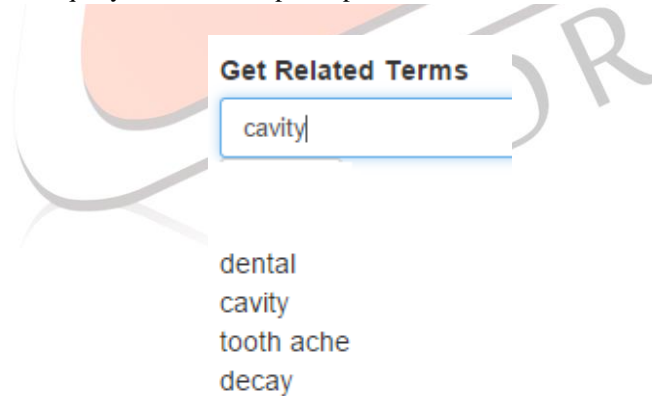 Get Related Terms
cavity
dental
cavity
tooth ache
decay